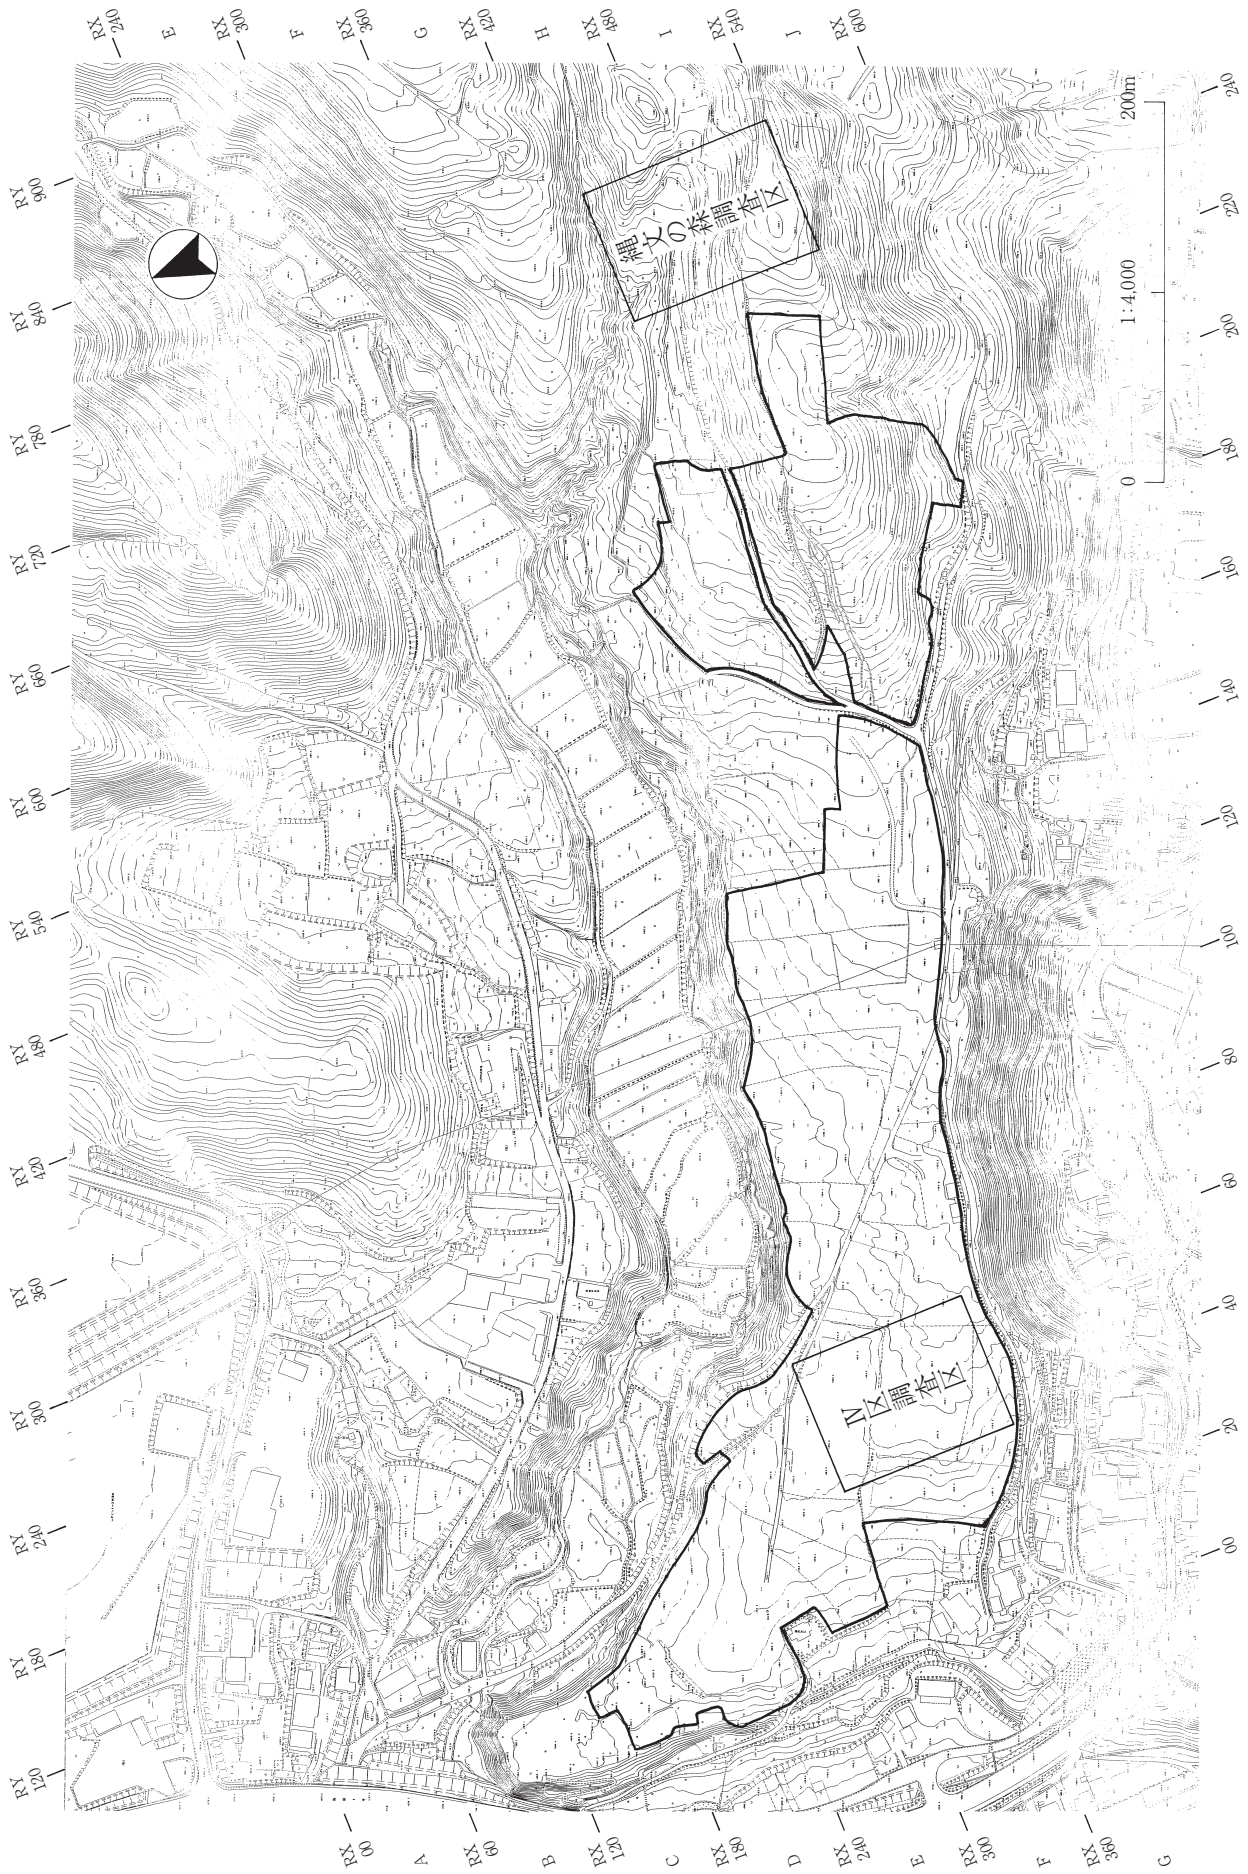 RX 240
E
RX 300
F
RX 360
G
RX 420
H
RX 480
I
RX 540
J
RX 600
RY 900
RY 840
RY 780
RY 720
RY 660
RY 600
RY 540
RY 480
RY 420
RY 360
RY 300
RY 240
RY 180
RY 120
縄文の森調査区
Ⅳ区調査区
0
1:4,000
200m
240
220
200
180
160
140
120
100
80
60
40
20
00
RX 00
A
RX 60
B
RX 120
C
RX 180
D
RX 240
E
RX 300
F
RX 360
G